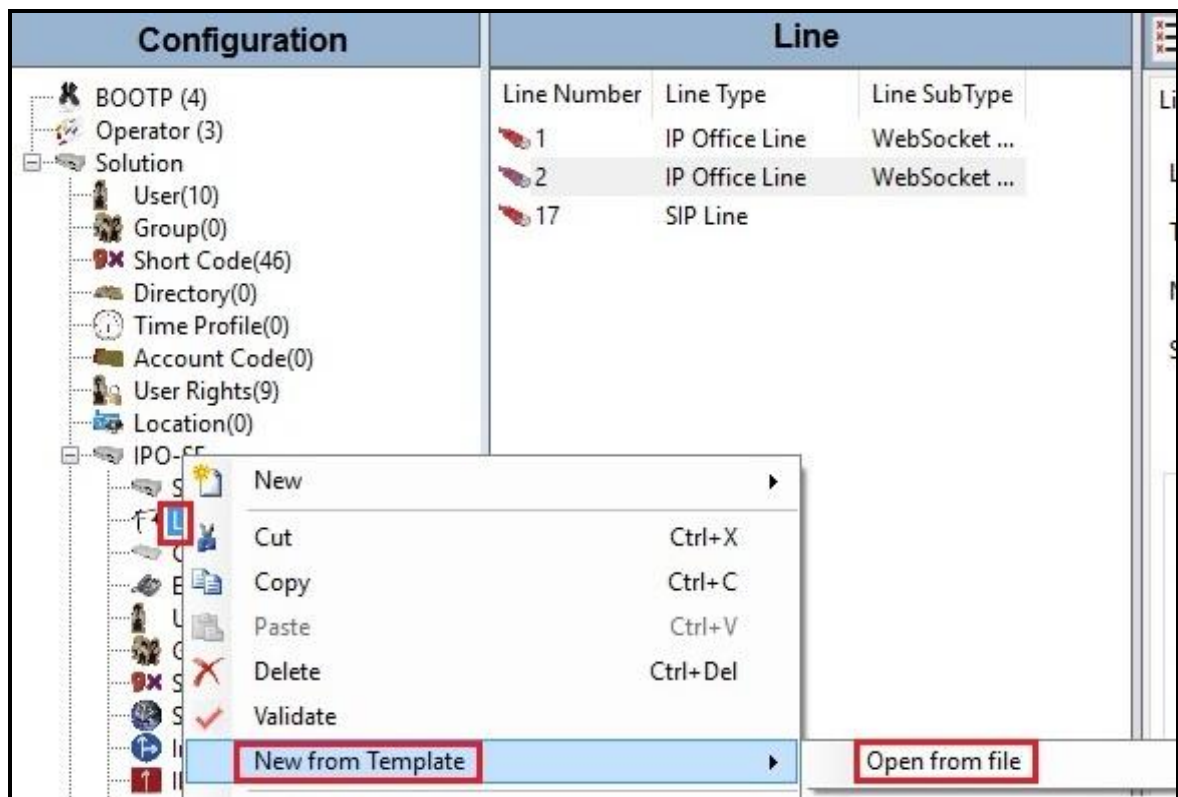 Configuration
Line
BOOTP (4)
Operator (3)
Solution
User(10)
Group(0)
Short Code(46)
Directory(0)
Time Profile(0)
Account Code(0)
User Rights(9)
Location(0)
Line Number Line Type Line SubType
1 IP Office Line WebSocket ...
2 IP Office Line WebSocket ...
17 SIP Line
New
Cut Ctrl+X
Copy Ctrl+C
Paste Ctrl+V
Delete Ctrl+Del
Validate
New from Template
Open from file